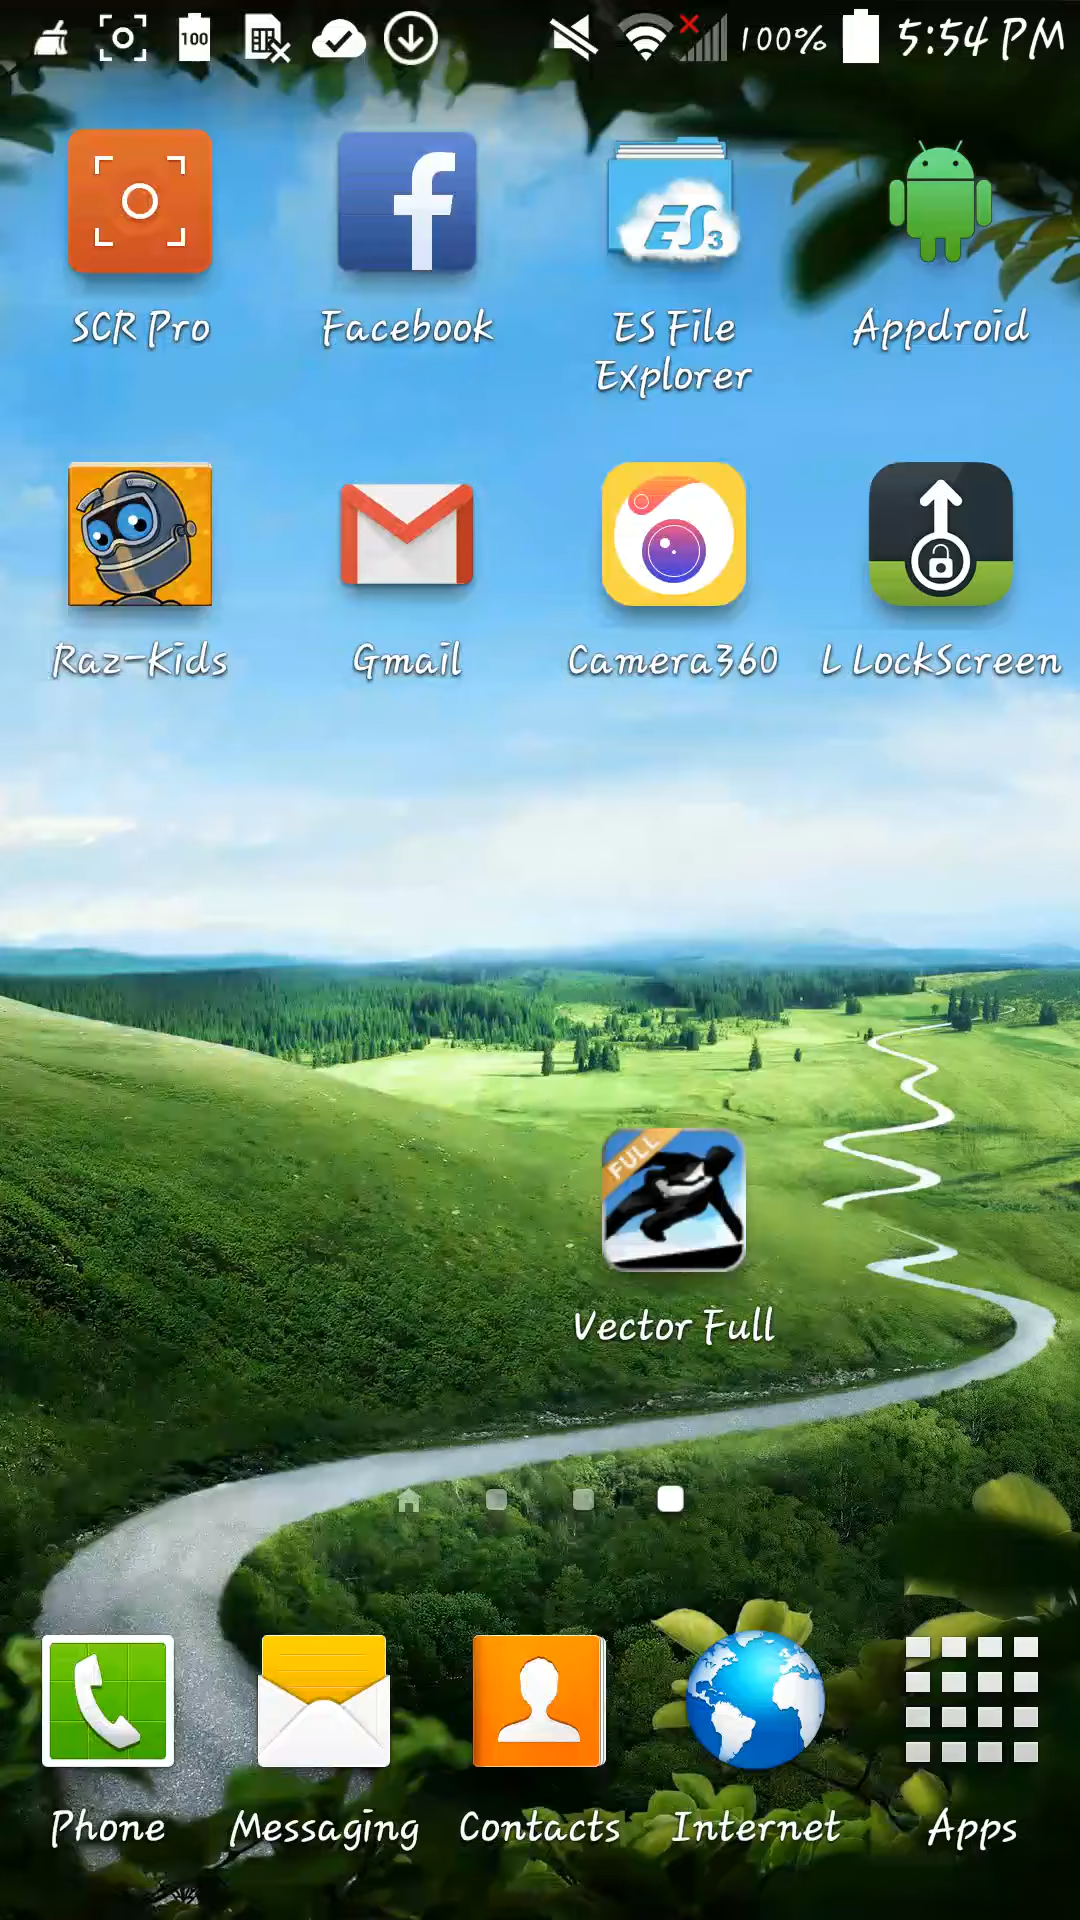 100 100% 5:54 PM
ES3
SCR Pro Facebook ES File Explorer Appdroid
Raz-Kids Gmail Camera360 L LockScreen
FULL
Vector Full
Phone Messaging Contacts Internet Apps